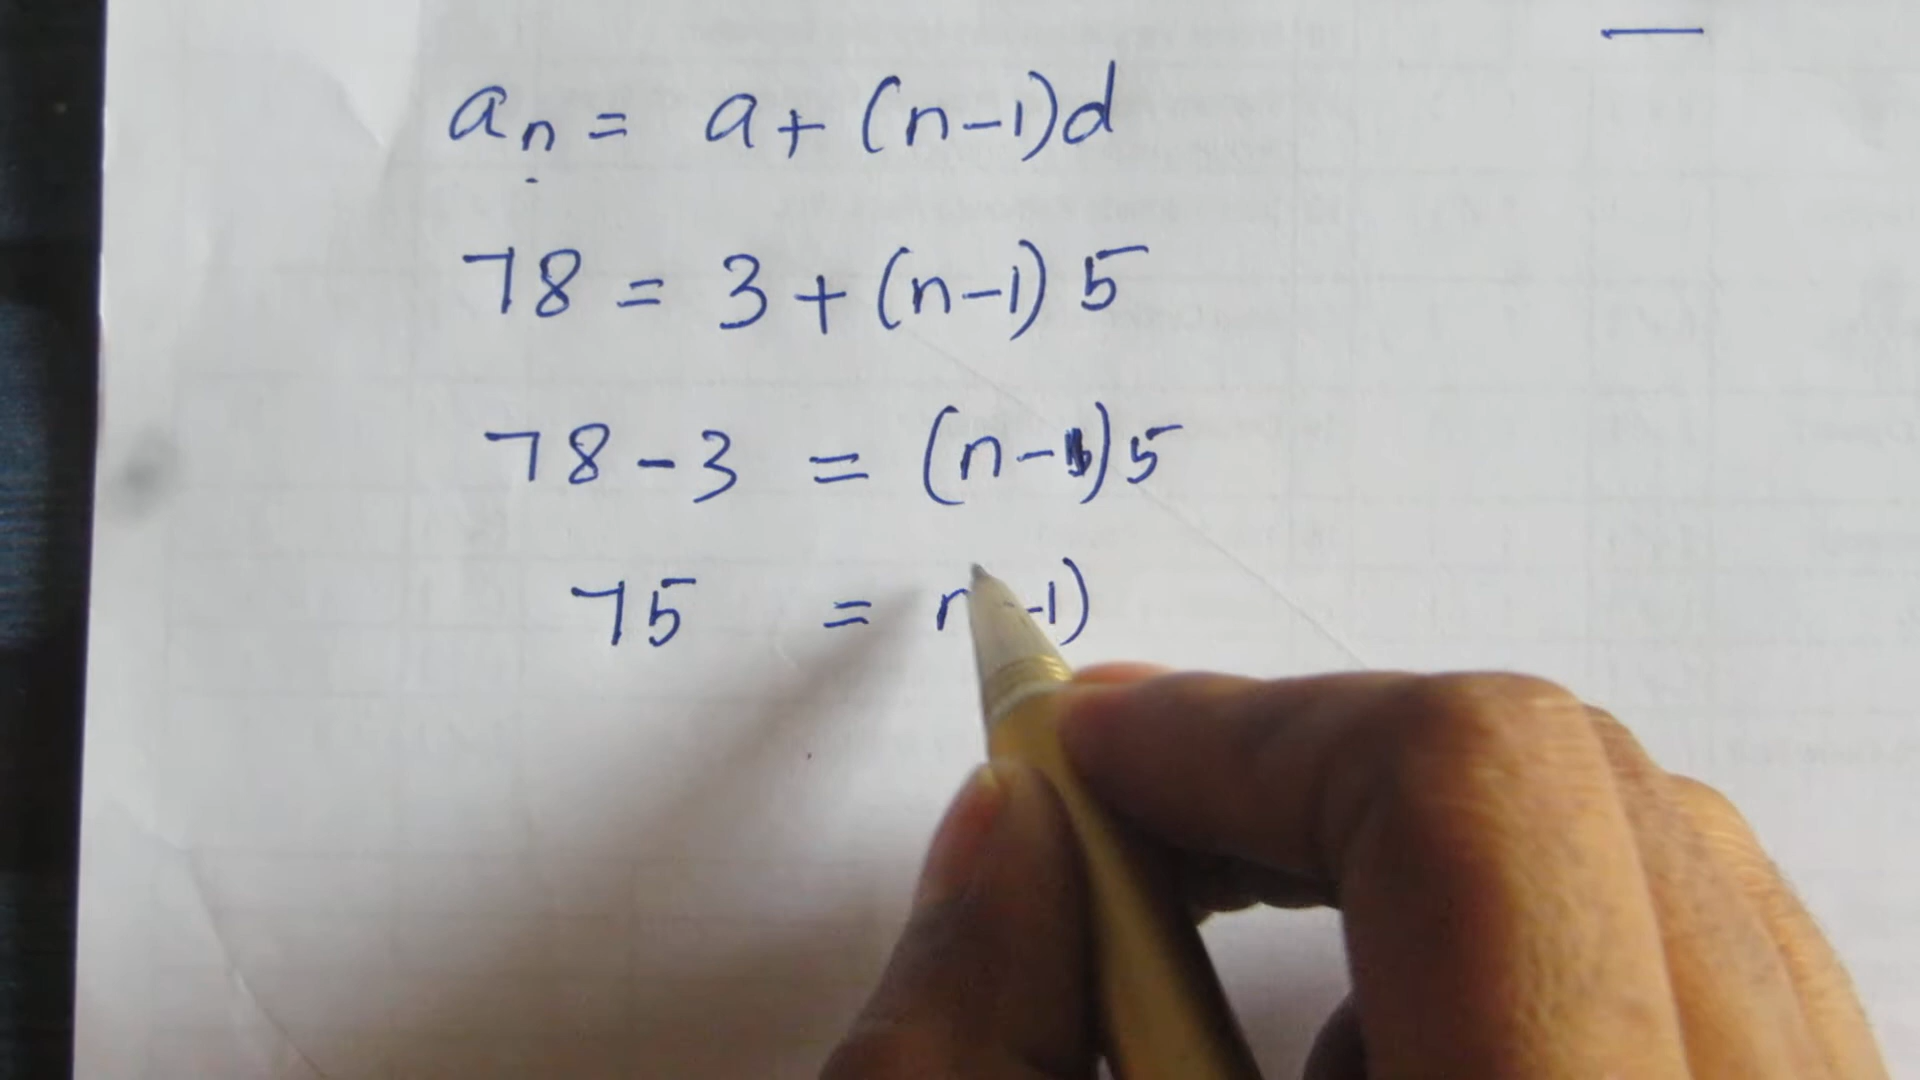 an = a + (n-1)d
78 = 3 + (n-1) 5
78 - 3 = (n-1) 5
75 = n-1)